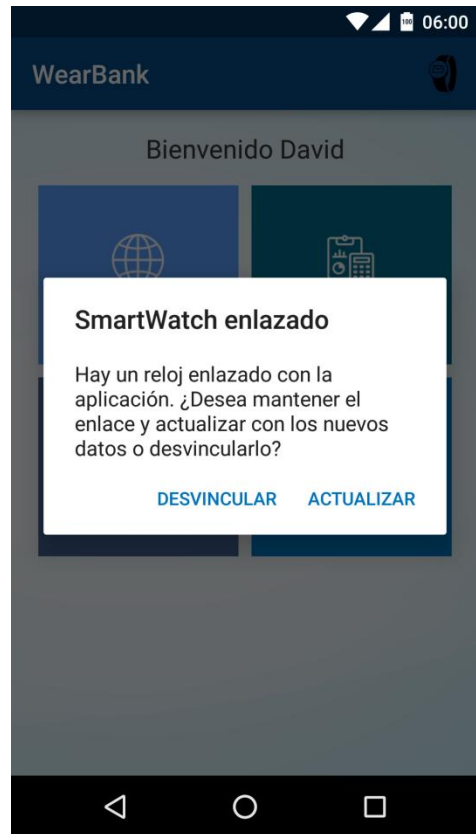 100 06:00
WearBank
Bienvenido David
SmartWatch enlazado
Hay un reloj enlazado con la
aplicación. ¿Desea mantener el
enlace y actualizar con los nuevos
datos o desvincularlo?
DESVINCULAR ACTUALIZAR